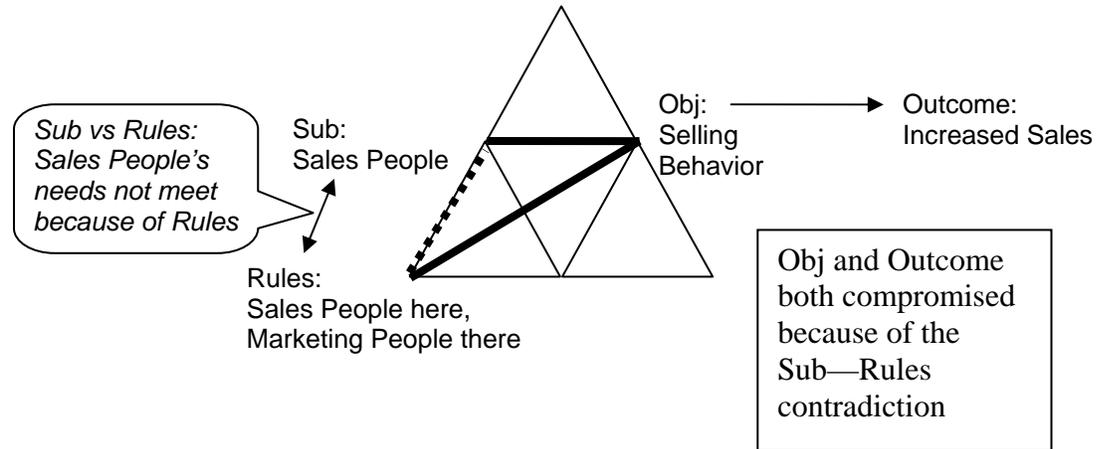 Sub vs Rules:
Sales People's
needs not meet
because of Rules
Sub:
Sales People
Rules:
Sales People here,
Marketing People there
Obj:
Selling
Behavior
Outcome:
Increased Sales
Obj and Outcome
both compromised
because of the
Sub—Rules
contradiction